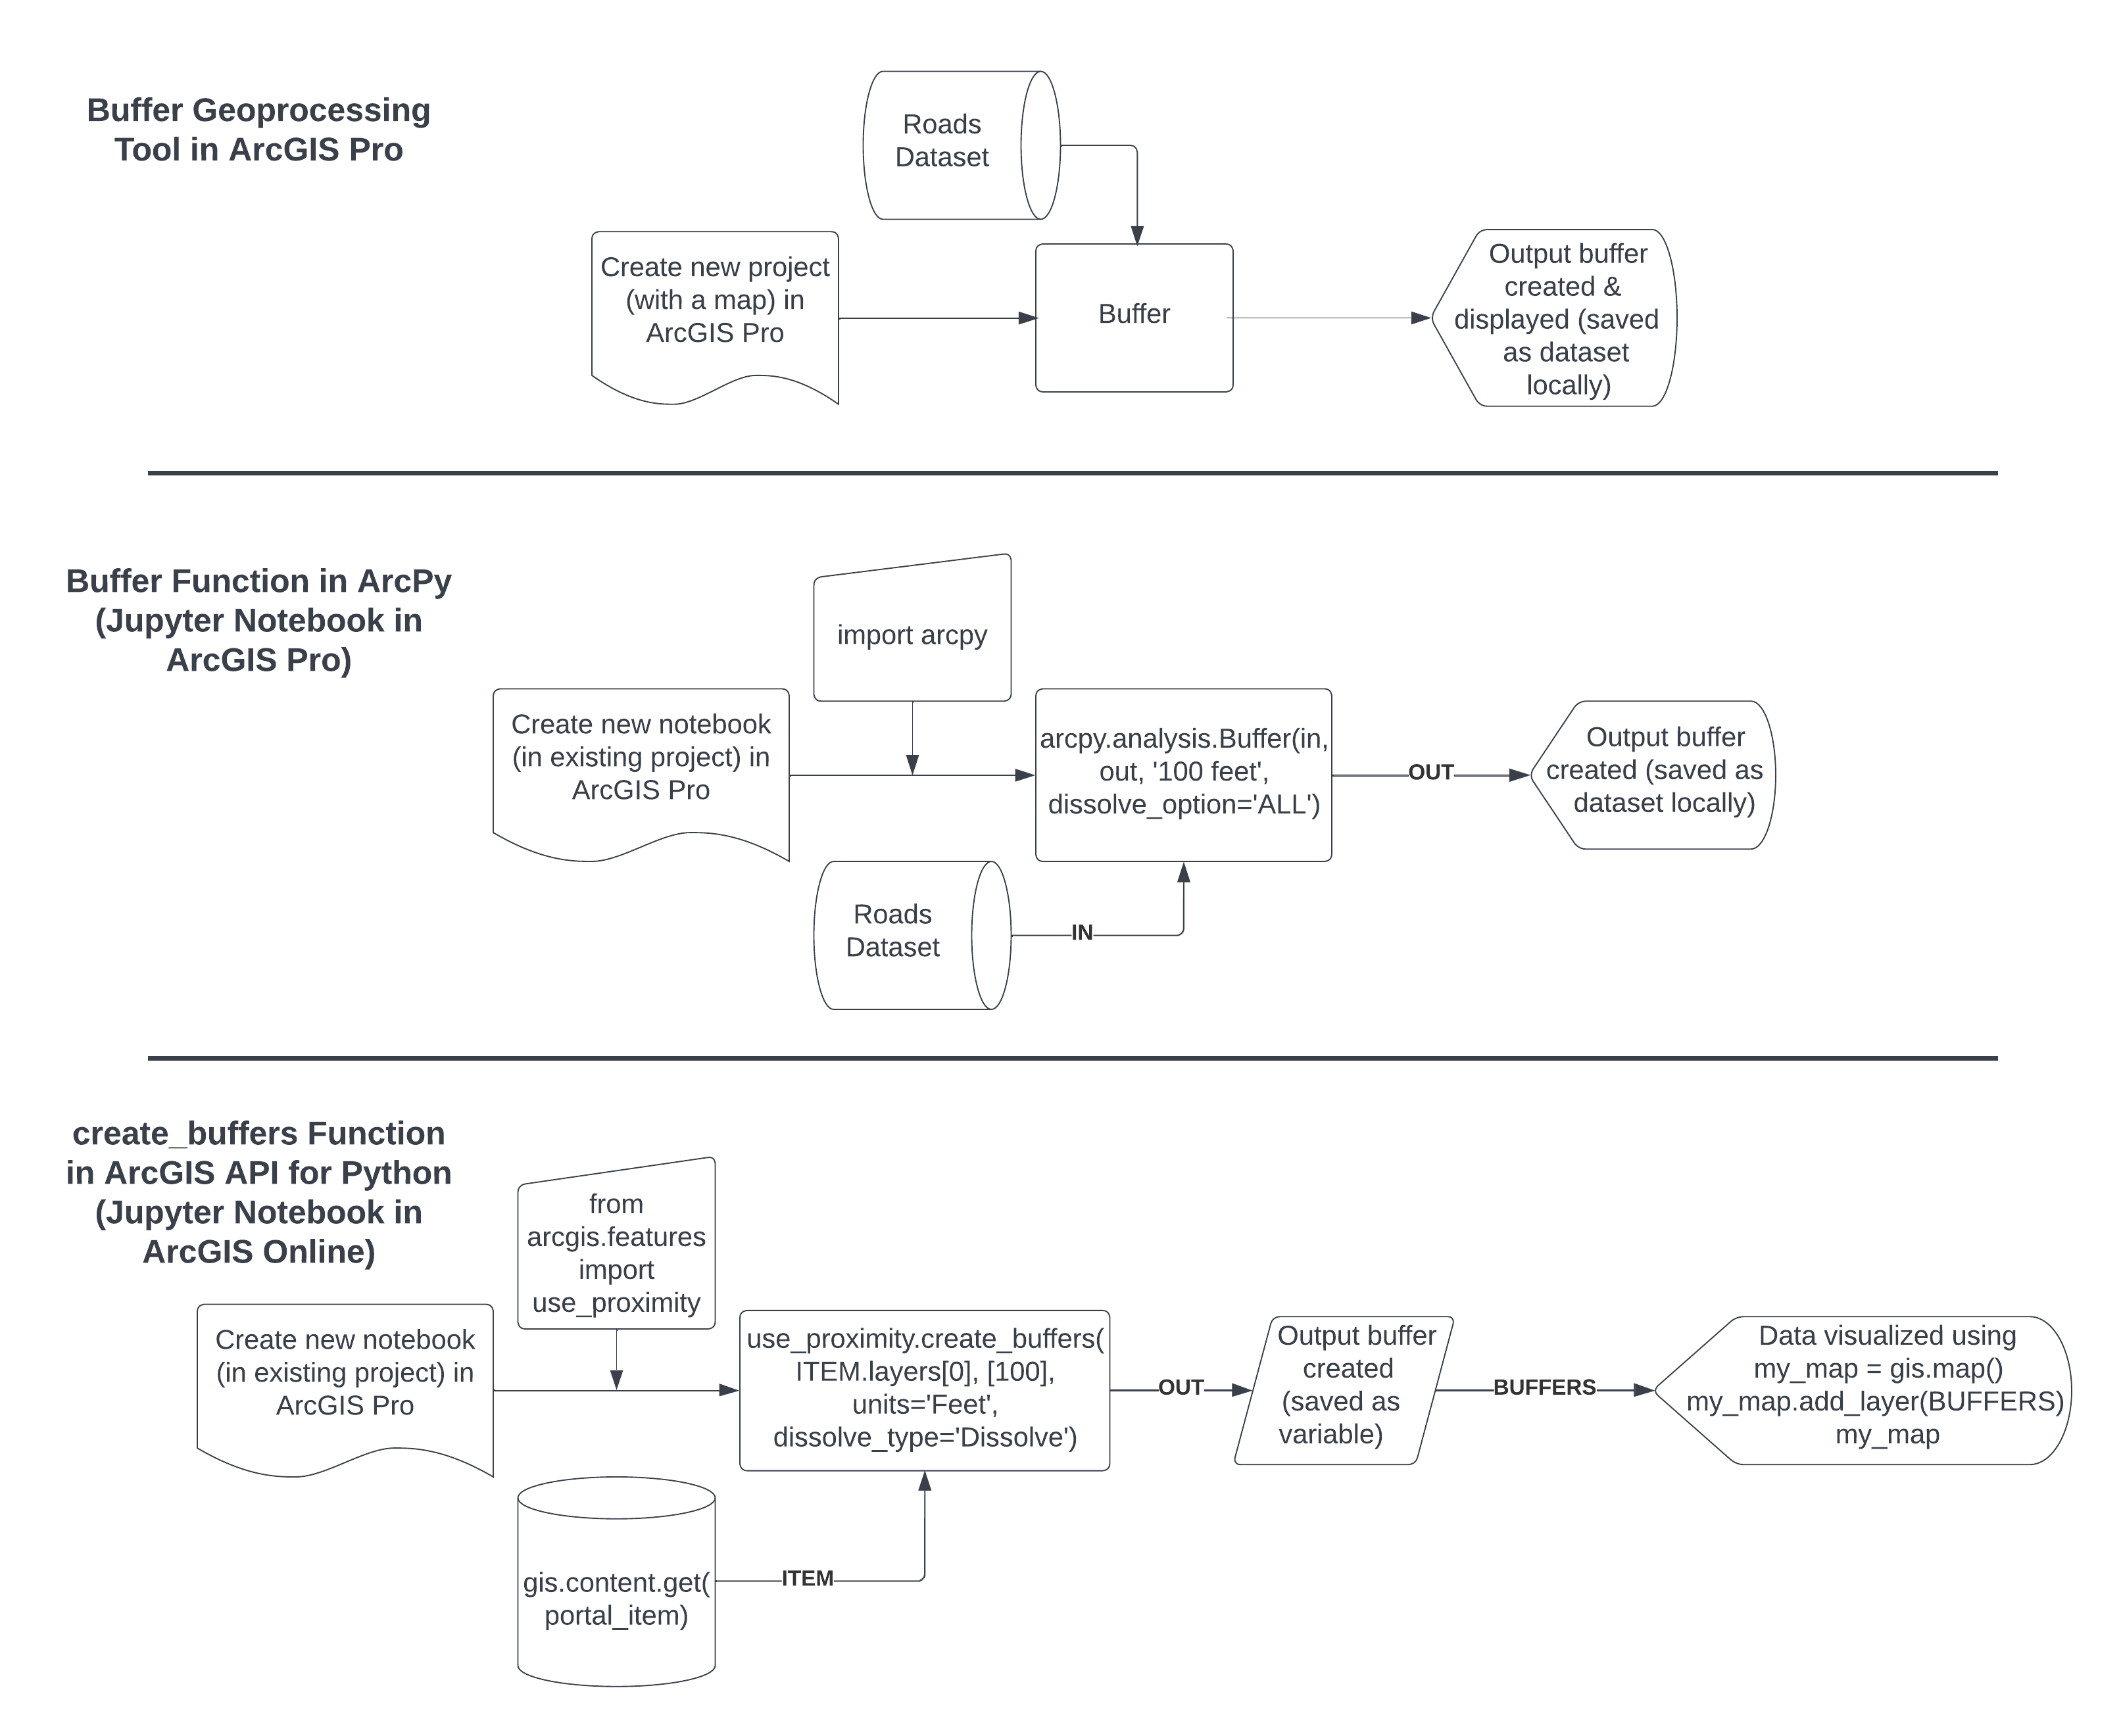 Buffer Geoprocessing
Tool in ArcGIS Pro
Roads
Dataset
Create new project
(with a map) in
ArcGIS Pro
Buffer
Output buffer
created &
displayed (saved
as dataset
locally)
Buffer Function in ArcPy
(Jupyter Notebook in
ArcGIS Pro)
import arcpy
Create new notebook
(in existing project) in
ArcGIS Pro
arcpy.analysis.Buffer(in,
out, '100 feet',
dissolve_option='ALL')
OUT
Output buffer
created (saved as
dataset locally)
Roads
Dataset
IN
create_buffers Function
in ArcGIS API for Python
(Jupyter Notebook in
ArcGIS Online)
from
arcgis.features
import
use_proximity
Create new notebook
(in existing project) in
ArcGIS Pro
use_proximity.create_buffers(
ITEM.layers[0], [100],
units='Feet',
dissolve_type='Dissolve')
OUT
Output buffer
created
(saved as
variable)
BUFFERS
Data visualized using
my_map = gis.map()
my_map.add_layer(BUFFERS)
my_map
gis.content.get(
portal_item)
ITEM